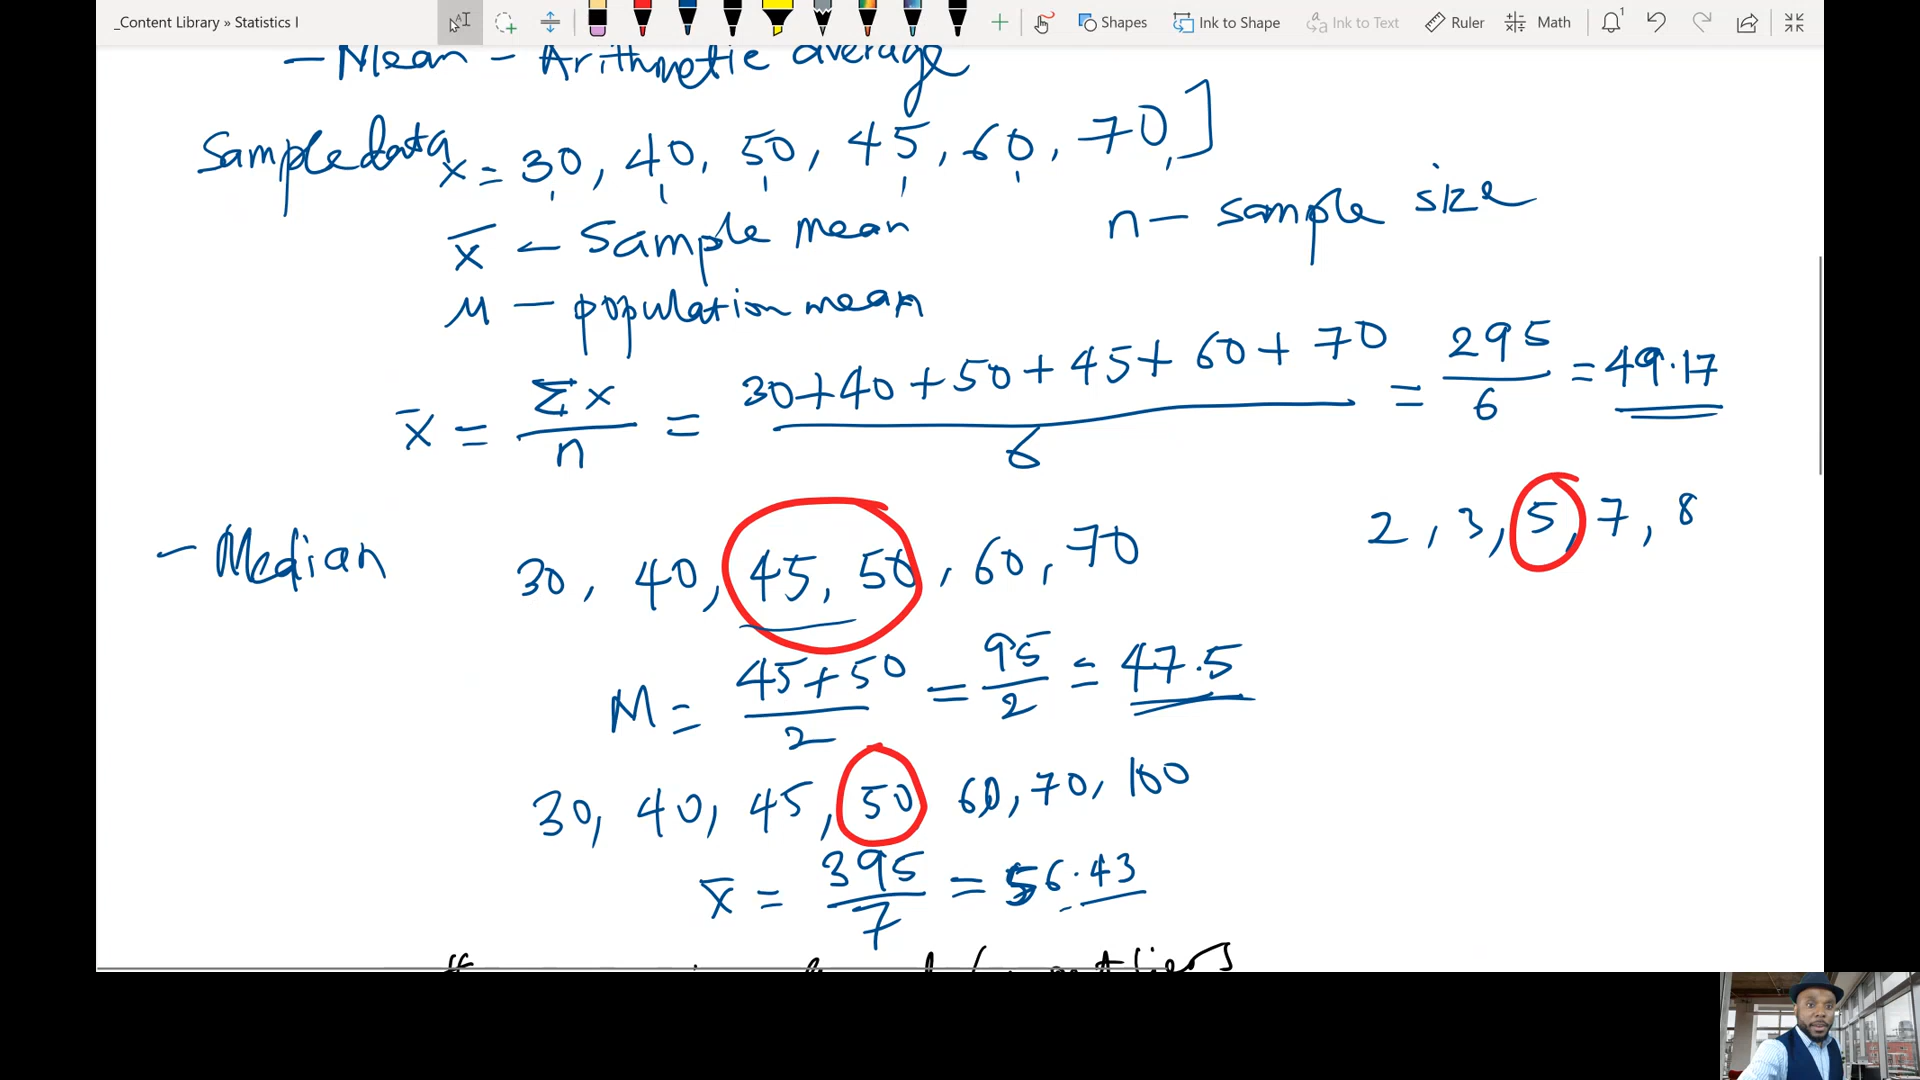 _Content Library » Statistics I
Shapes Ink to Shape Ink to Text Ruler Math 1
- Mean - Arithmetic average
Sample data x = 30, 40, 50, 45, 60, 70,]
x̄ - Sample mean n - sample size
μ - population mean
x̄ = Σx/n = (30+40+50+45+60+70)/6 = 295/6 = 49.17
- Median 30, 40, 45, 50, 60, 70 2, 3, 5, 7, 8
M = (45+50)/2 = 95/2 = 47.5
30, 40, 45, 50 60, 70, 100
x̄ = 395/7 = 56.43